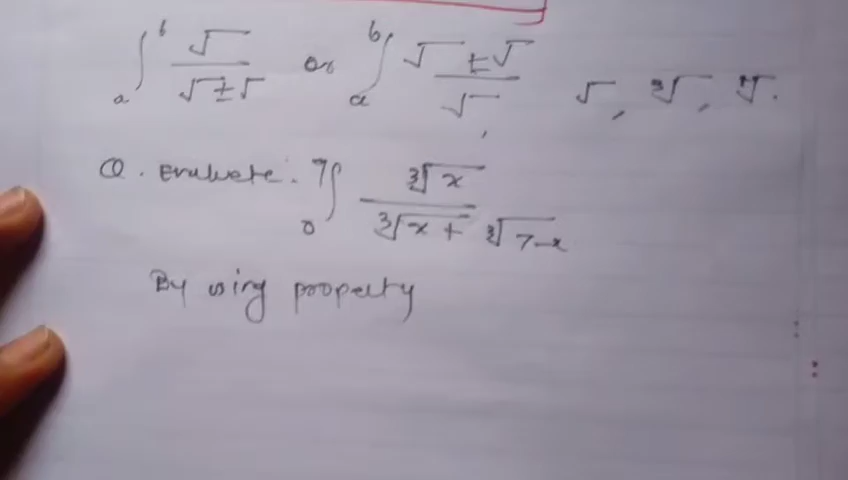 ∫ₐᵇ √‾ / (√‾ ± √‾) or ∫ₐᵇ (√‾ ± √‾) / √‾ , √‾, ∛‾, ∜‾.
Q. Evaluate: ₀⁷∫ ∛x / (∛x + ∛7-x)
By using property